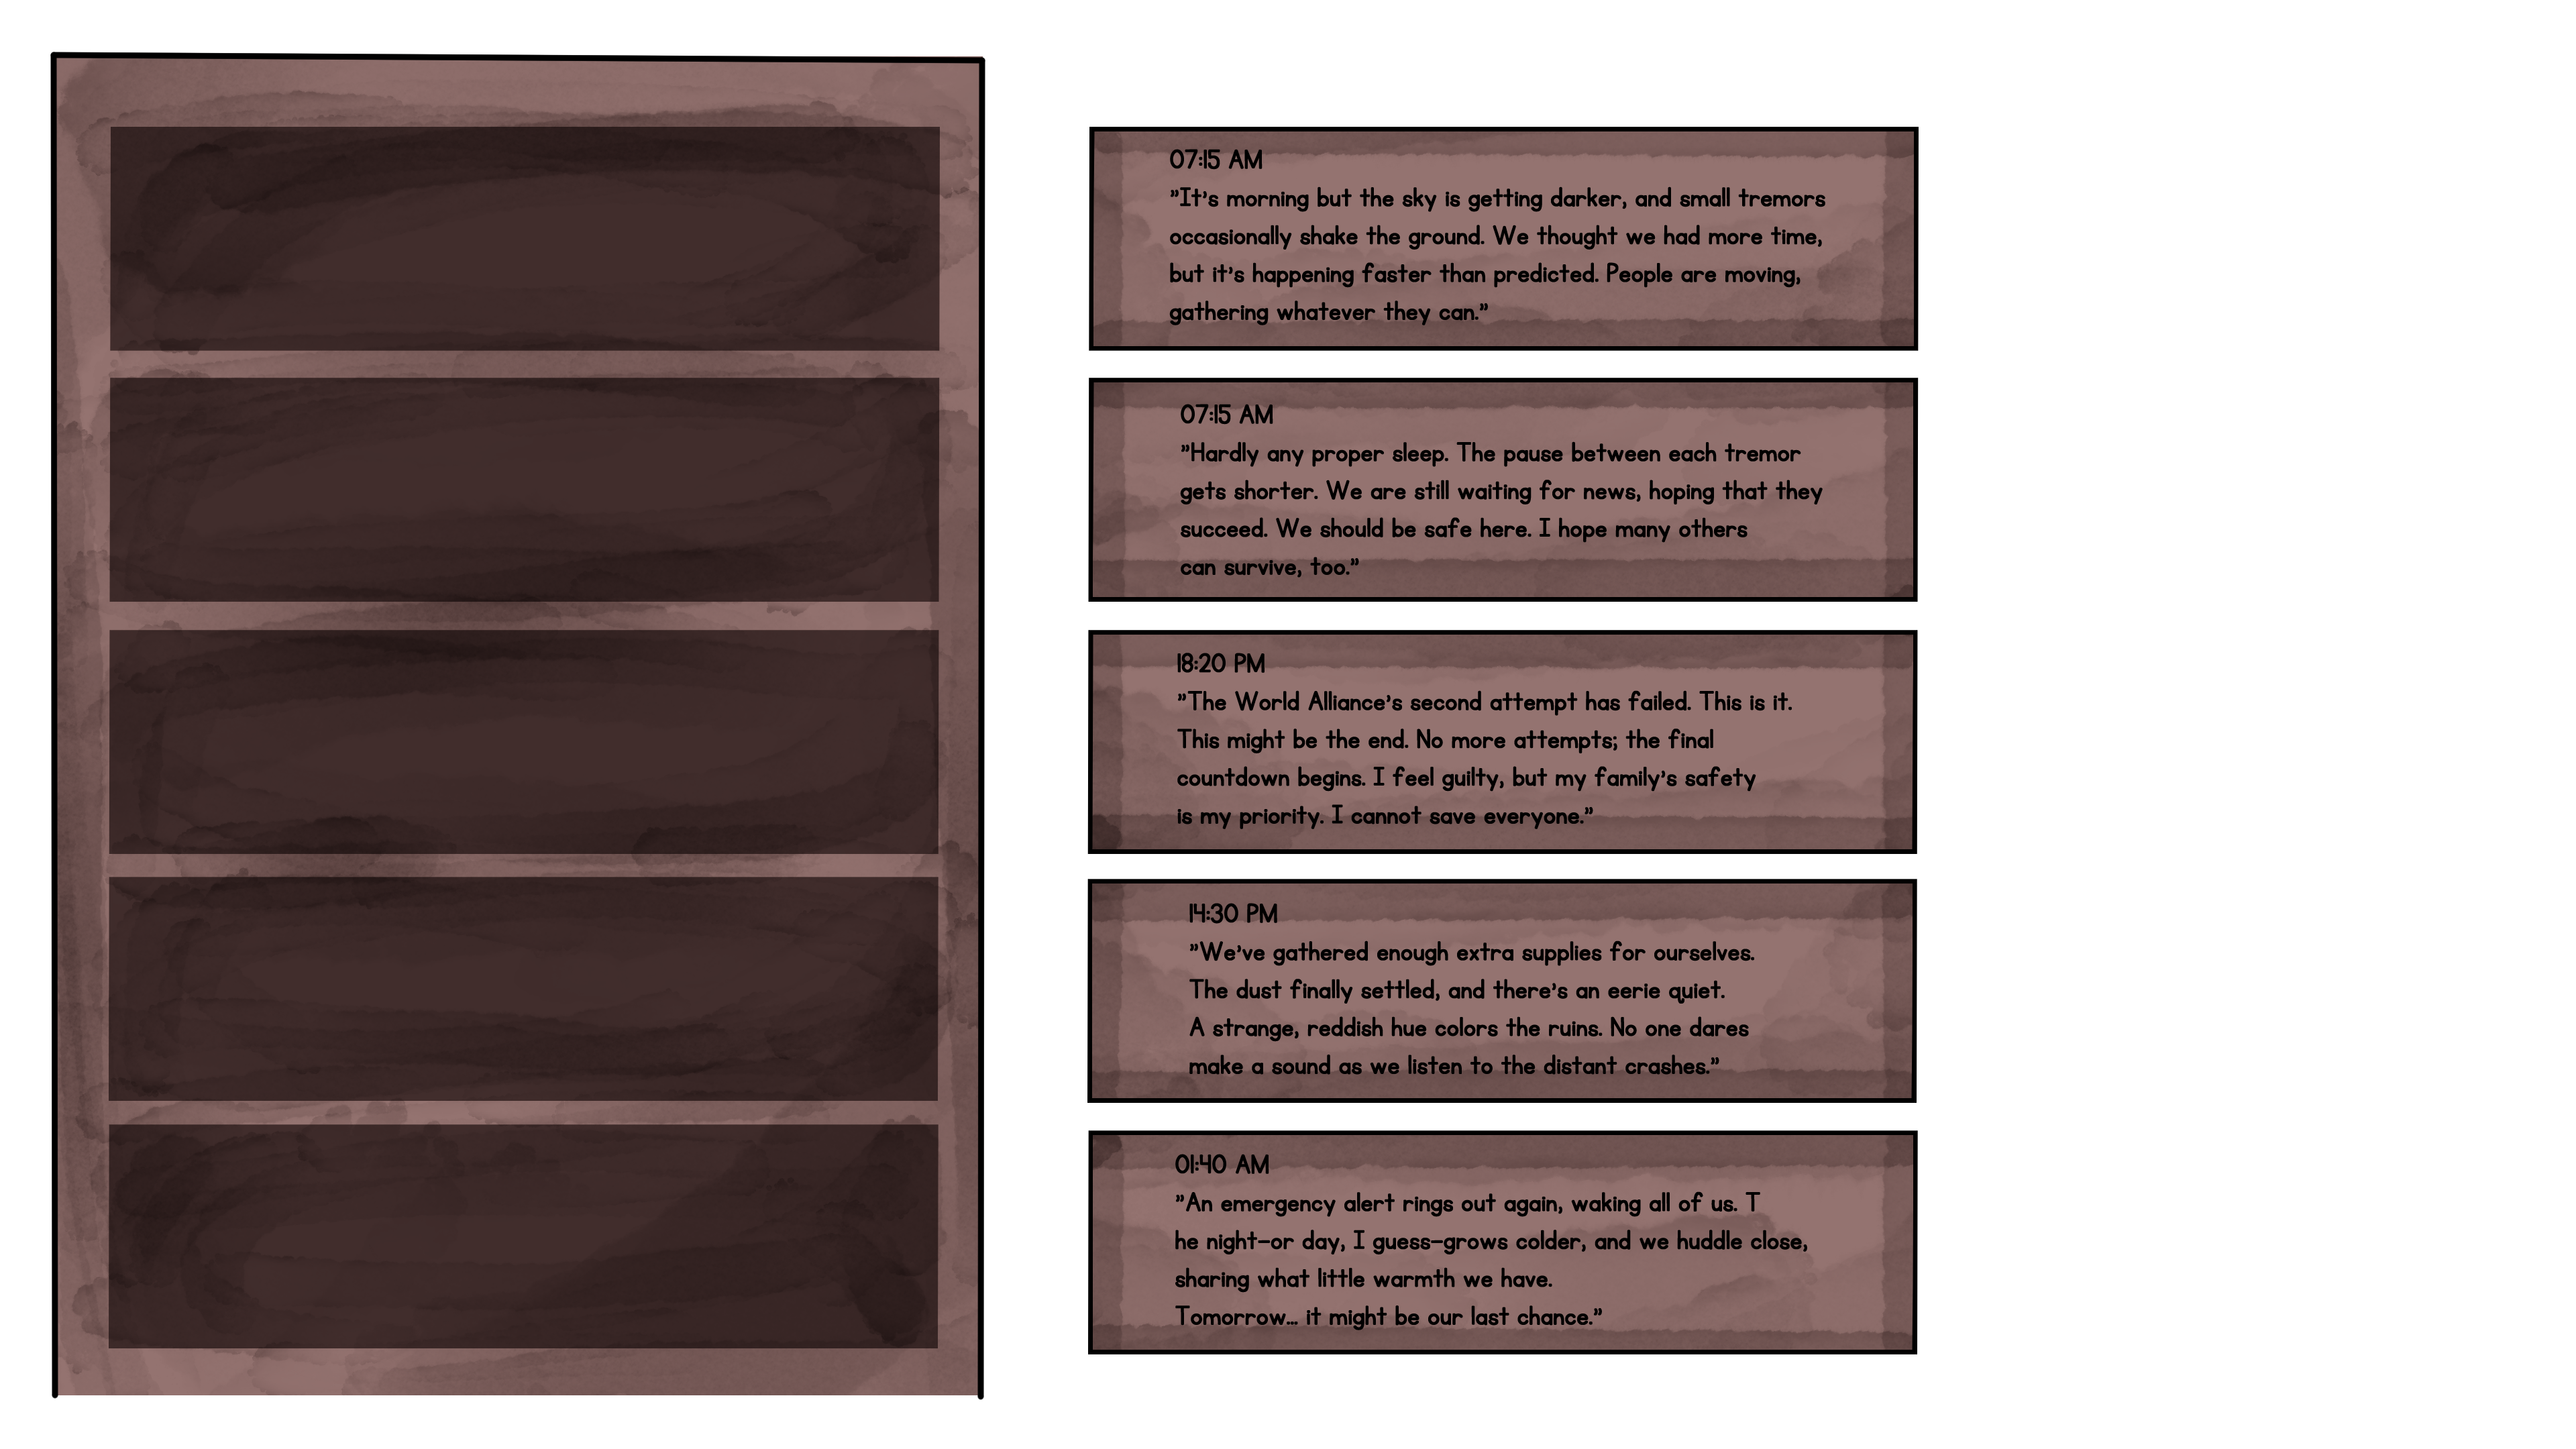 07:15 AM
"It's morning but the sky is getting darker, and small tremors
occasionally shake the ground. We thought we had more time,
but it's happening faster than predicted. People are moving,
gathering whatever they can."
07:15 AM
"Hardly any proper sleep. The pause between each tremor
gets shorter. We are still waiting for news, hoping that they
succeed. We should be safe here. I hope many others
can survive, too."
18:20 PM
"The World Alliance's second attempt has failed. This is it.
This might be the end. No more attempts; the final
countdown begins. I feel guilty, but my family's safety
is my priority. I cannot save everyone."
14:30 PM
"We've gathered enough extra supplies for ourselves.
The dust finally settled, and there's an eerie quiet.
A strange, reddish hue colors the ruins. No one dares
make a sound as we listen to the distant crashes."
01:40 AM
"An emergency alert rings out again, waking all of us. T
he night–or day, I guess–grows colder, and we huddle close,
sharing what little warmth we have.
Tomorrow... it might be our last chance."